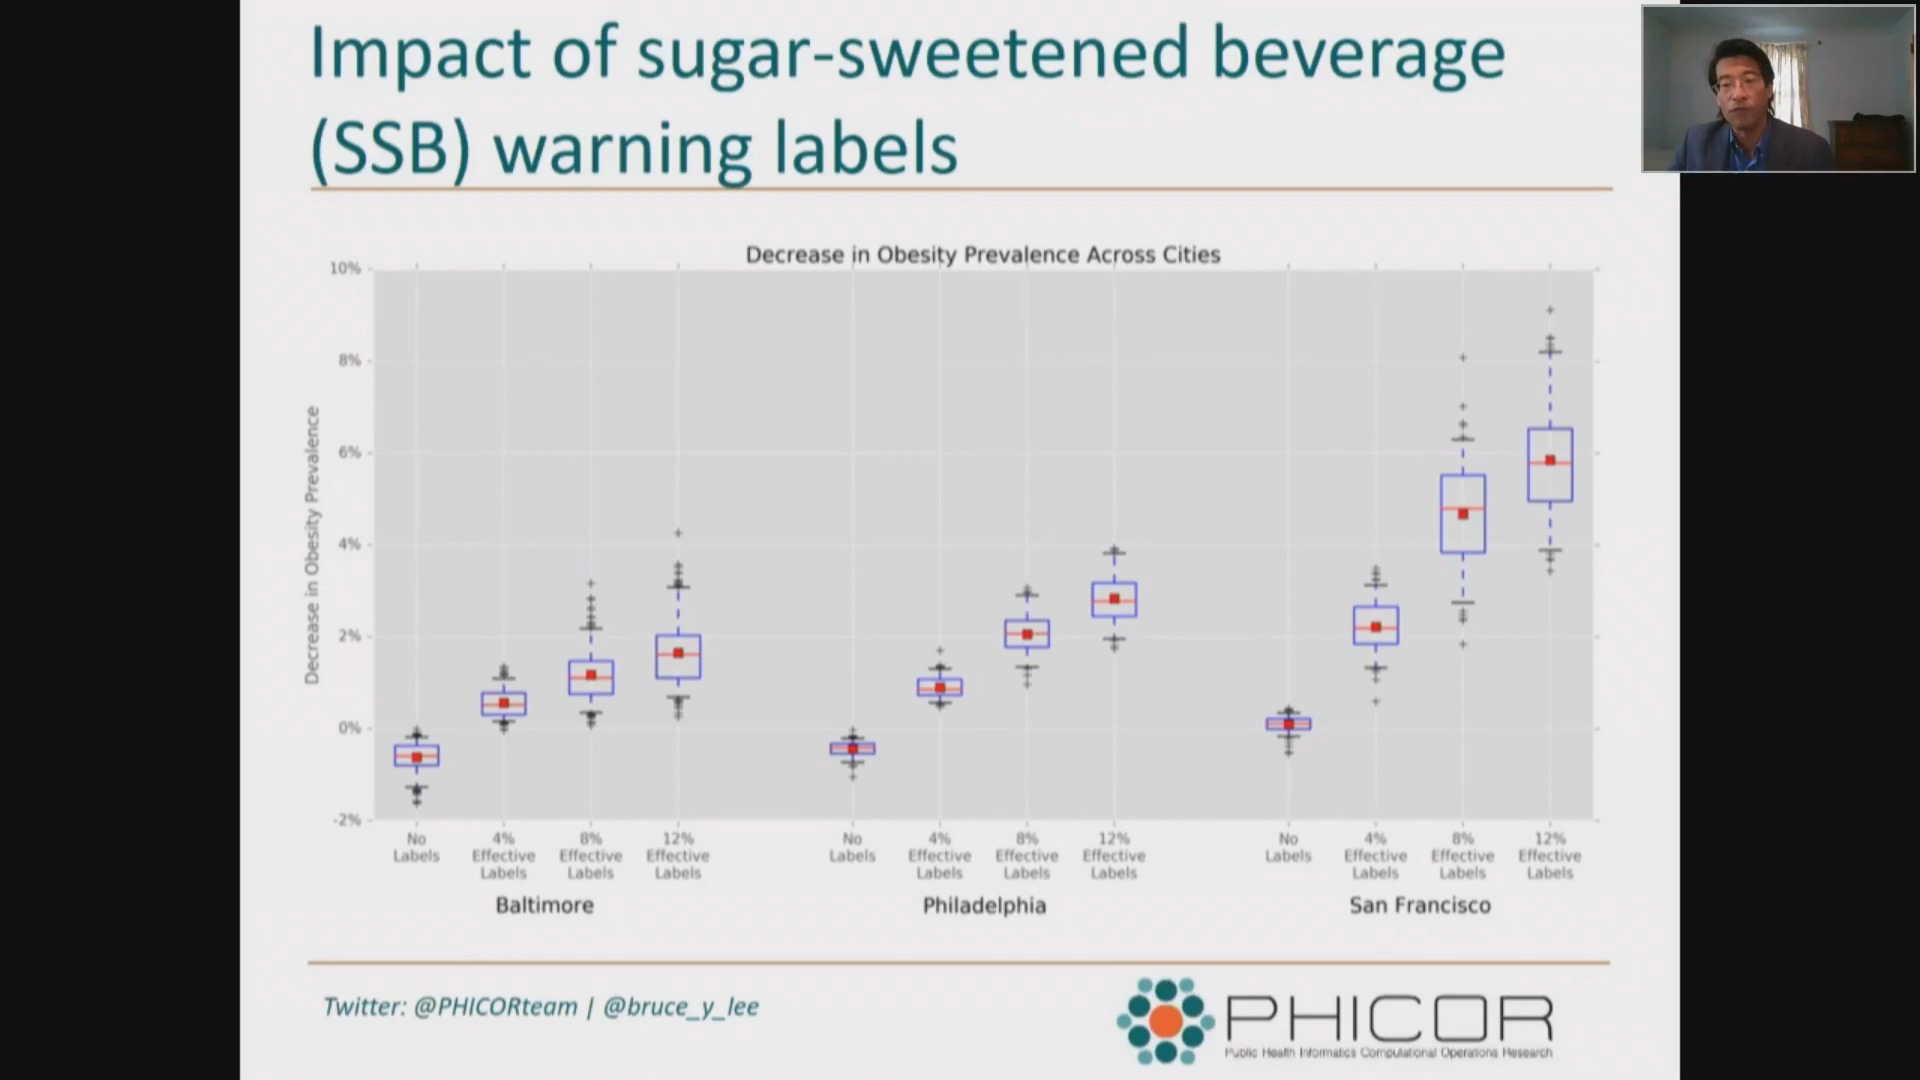 Impact of sugar-sweetened beverage
(SSB) warning labels
Decrease in Obesity Prevalence Across Cities
Decrease in Obesity Prevalence
10%
8%
6%
4%
2%
0%
-2%
No Labels
4% Effective Labels
8% Effective Labels
12% Effective Labels
No Labels
4% Effective Labels
8% Effective Labels
12% Effective Labels
No Labels
4% Effective Labels
8% Effective Labels
12% Effective Labels
Baltimore
Philadelphia
San Francisco
Twitter: @PHICORteam | @bruce_y_lee
PHICOR
Public Health Informatics Computational Operations Research